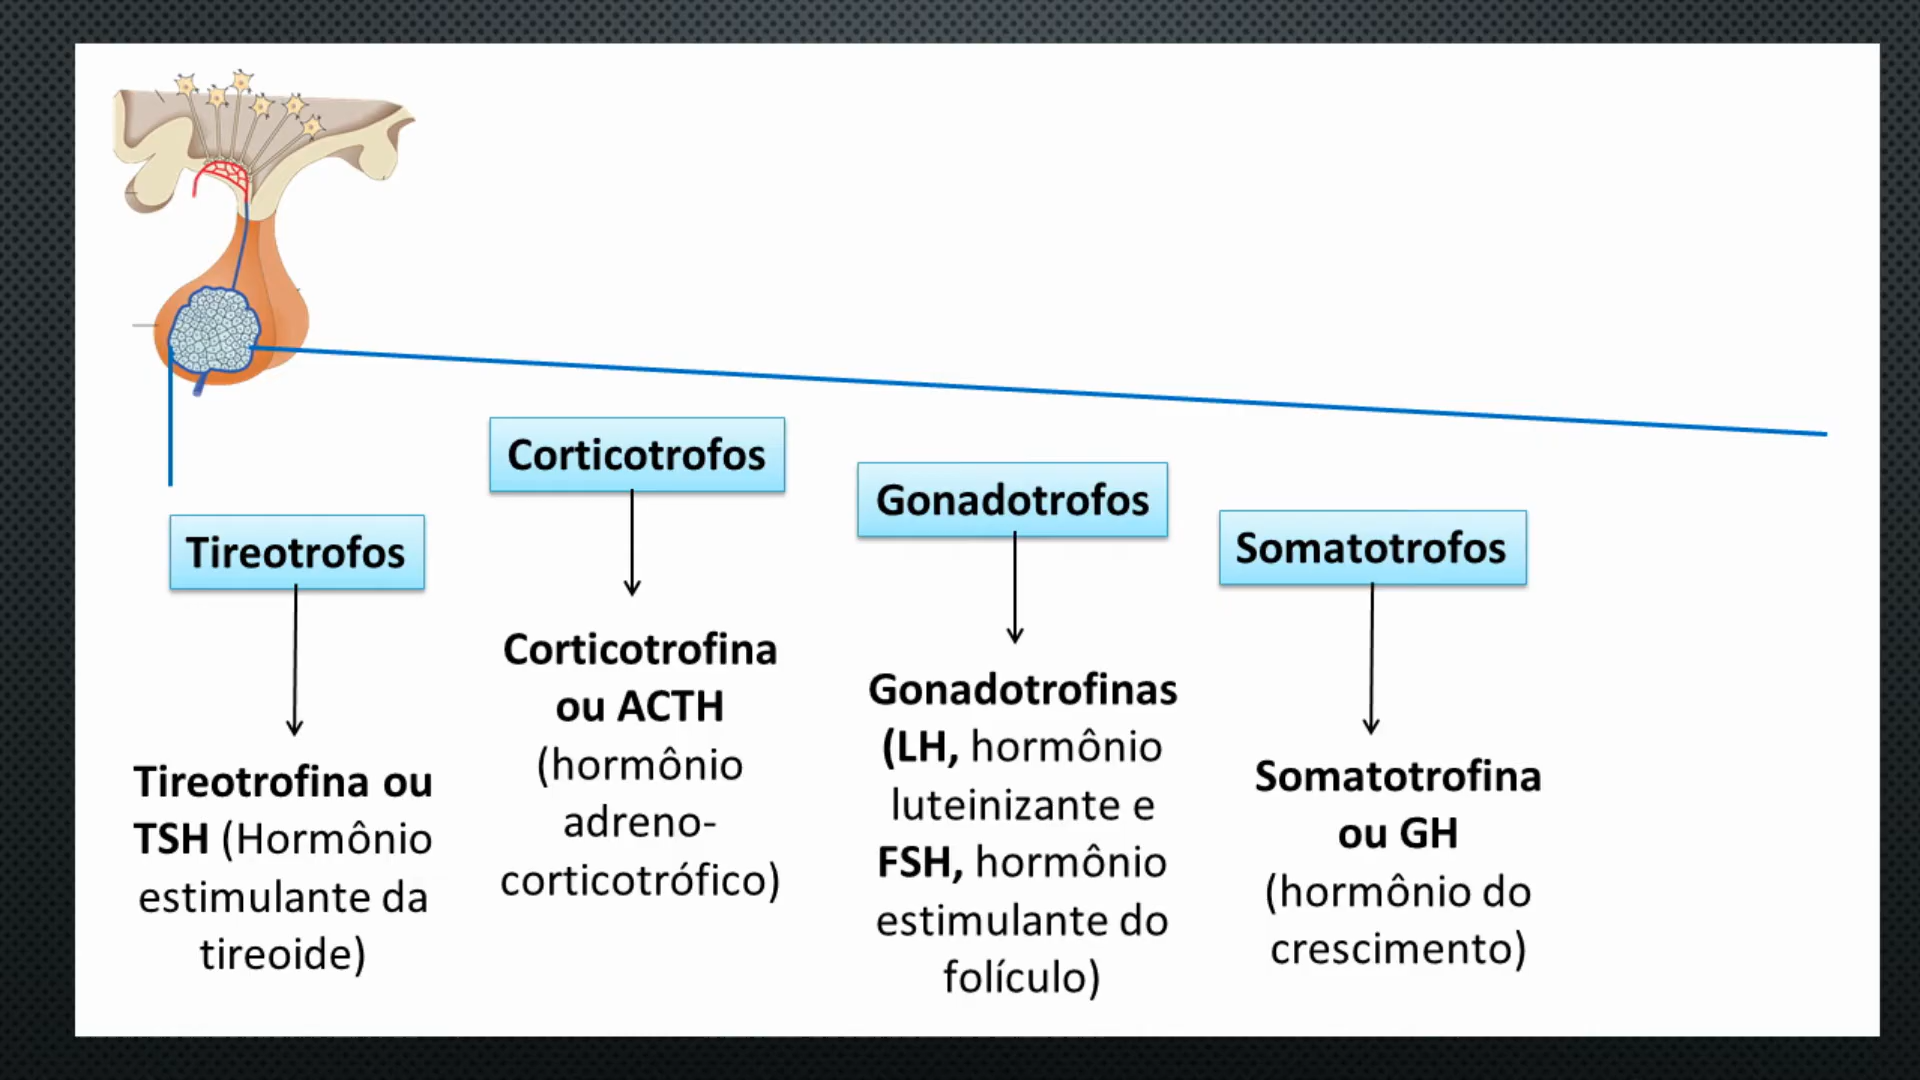 Tireotrofos
Tireotrofina ou
TSH (Hormônio
estimulante da
tireoide)
Corticotrofos
Corticotrofina
ou ACTH
(hormônio
adreno-
corticotrófico)
Gonadotrofos
Gonadotrofinas
(LH, hormônio
luteinizante e
FSH, hormônio
estimulante do
folículo)
Somatotrofos
Somatotrofina
ou GH
(hormônio do
crescimento)